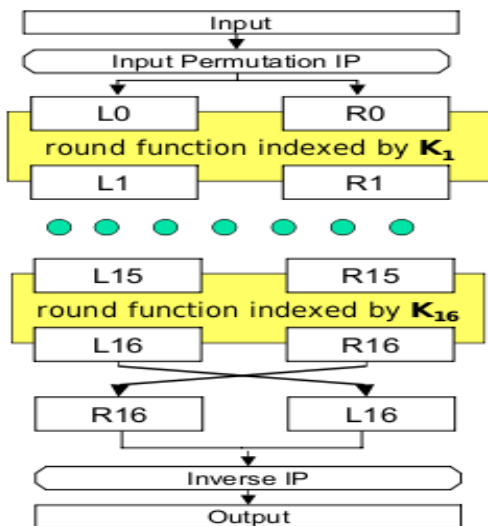 Input
Input Permutation IP
L0 R0
round function indexed by K₁
L1 R1
L15 R15
round function indexed by K₁₆
L16 R16
R16 L16
Inverse IP
Output